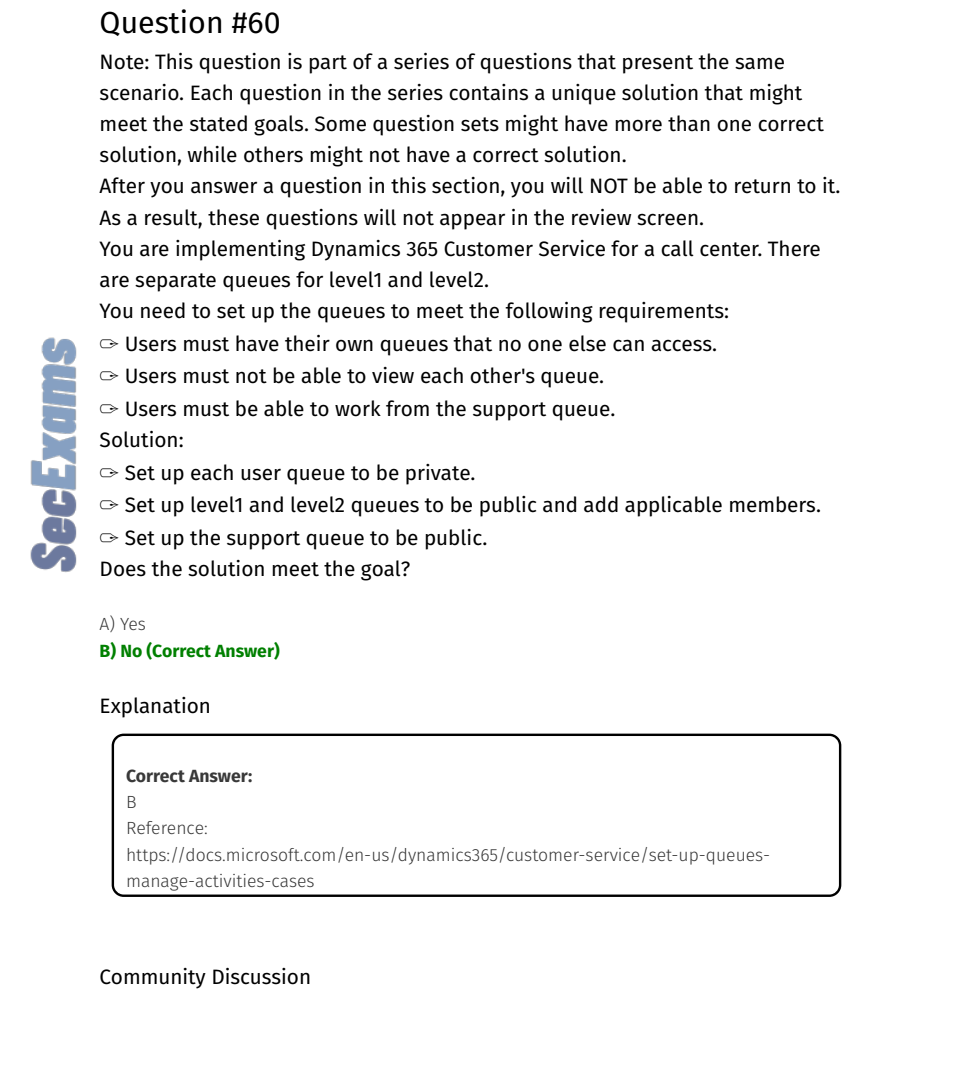 Question #60
Note: This question is part of a series of questions that present the same
scenario. Each question in the series contains a unique solution that might
meet the stated goals. Some question sets might have more than one correct
solution, while others might not have a correct solution.
After you answer a question in this section, you will NOT be able to return to it.
As a result, these questions will not appear in the review screen.
You are implementing Dynamics 365 Customer Service for a call center. There
are separate queues for level1 and level2.
You need to set up the queues to meet the following requirements:
☞ Users must have their own queues that no one else can access.
☞ Users must not be able to view each other's queue.
☞ Users must be able to work from the support queue.
Solution:
☞ Set up each user queue to be private.
☞ Set up level1 and level2 queues to be public and add applicable members.
☞ Set up the support queue to be public.
Does the solution meet the goal?
A) Yes
B) No (Correct Answer)
Explanation
Correct Answer:
B
Reference:
https://docs.microsoft.com/en-us/dynamics365/customer-service/set-up-queues-
manage-activities-cases
Community Discussion
SecExams